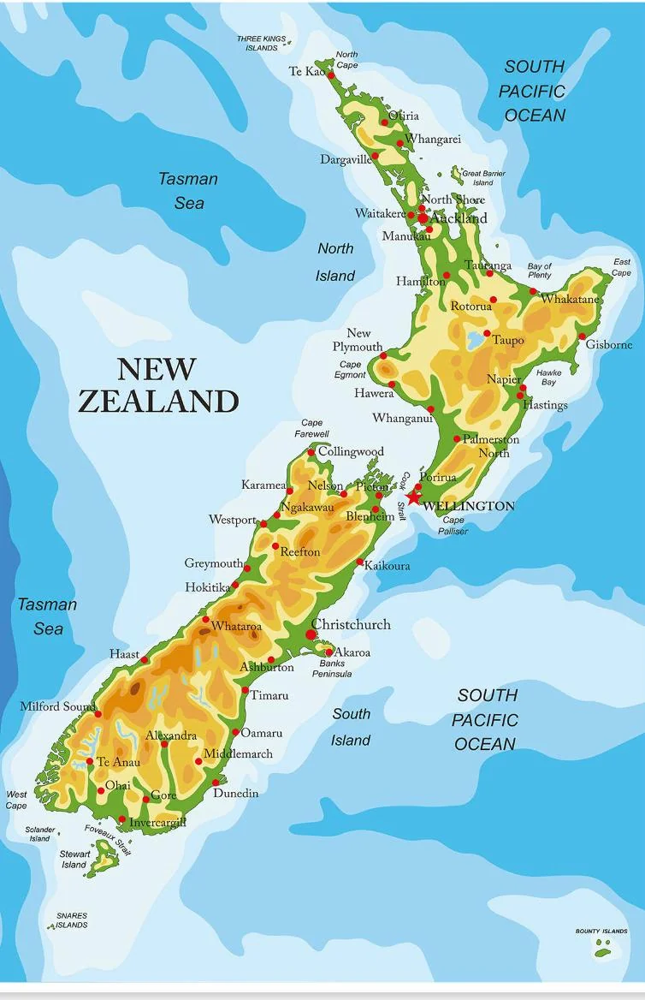 THREE KINGS
ISLANDS
North
Cape
Te Kao
SOUTH
PACIFIC
OCEAN
Otiria
Whangarei
Dargaville
Great Barrier
Island
Tasman
Sea
North Shore
Waitakere
Auckland
Manukau
North
Island
Tauranga
Bay of
Plenty
East
Cape
Hamilton
Whakatane
Rotorua
New
Plymouth
Taupo
Gisborne
Cape
Egmont
NEW
ZEALAND
Hawke
Bay
Napier
Hawera
Hastings
Whanganui
Cape
Farewell
Palmerston
North
Collingwood
Cook
Strait
Porirua
Karamea
Nelson
Picton
WELLINGTON
Ngakawau
Blenheim
Westport
Cape
Palliser
Reefton
Greymouth
Kaikoura
Hokitika
Tasman
Sea
Whataroa
Christchurch
Haast
Akaroa
Ashburton
Banks
Peninsula
Timaru
SOUTH
PACIFIC
OCEAN
Milford Sound
South
Island
Alexandra
Oamaru
Te Anau
Middlemarch
Ohai
Gore
Dunedin
West
Cape
Invercargill
Solander
Island
Foveaux Strait
Stewart
Island
SNARES
ISLANDS
BOUNTY ISLANDS